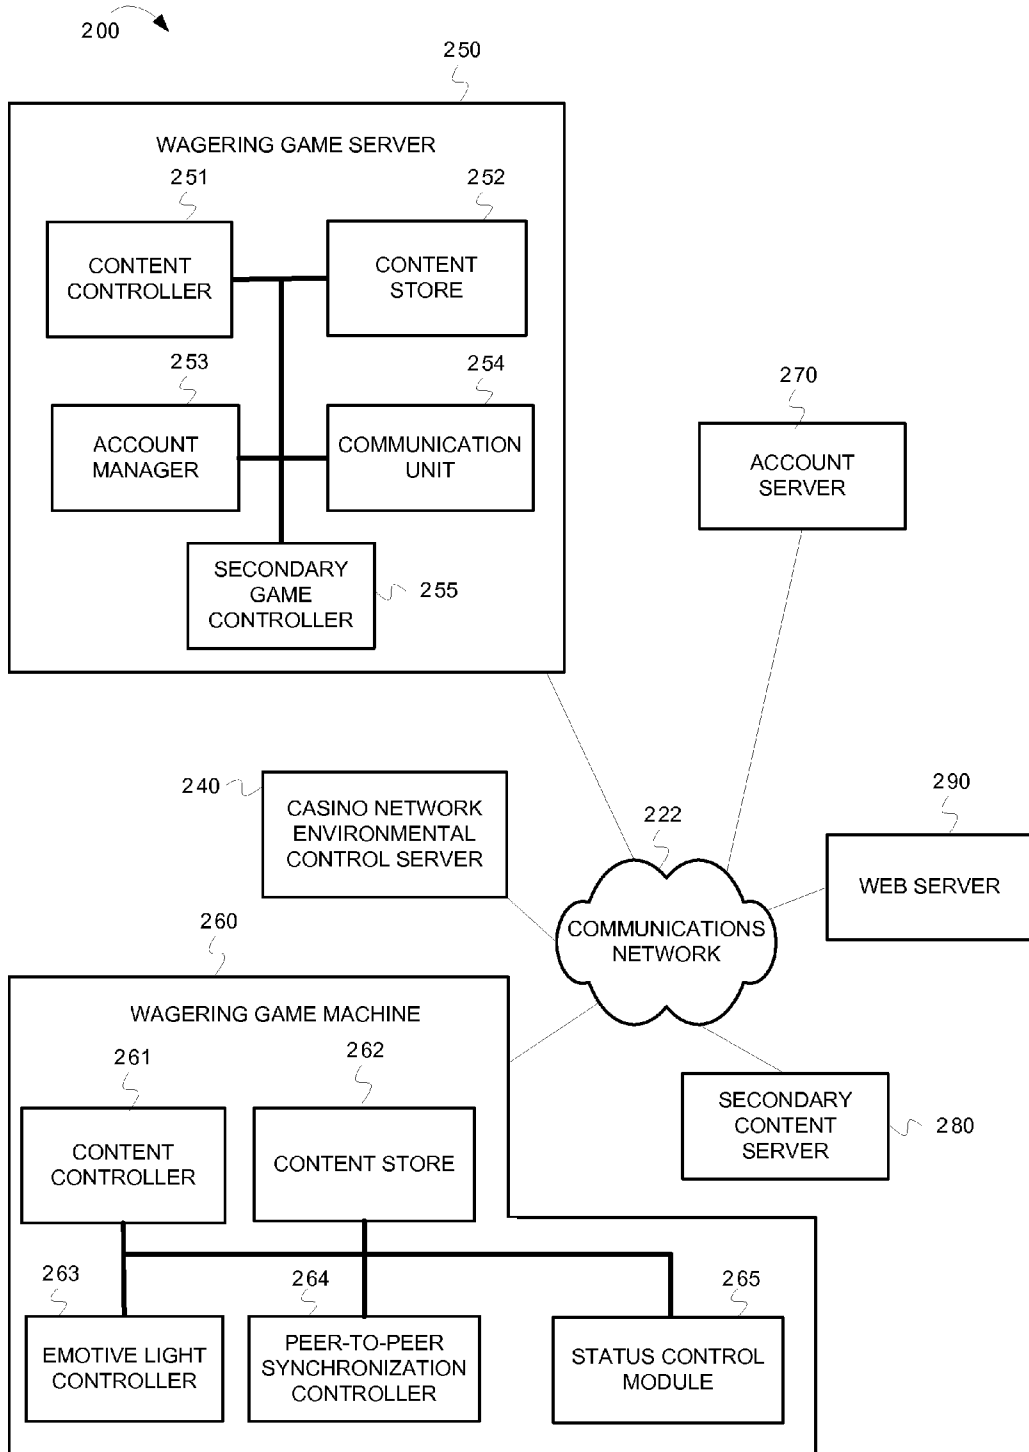 200
250
WAGERING GAME SERVER
251
252
CONTENT
CONTROLLER
CONTENT
STORE
253
254
ACCOUNT
MANAGER
COMMUNICATION
UNIT
SECONDARY
GAME
CONTROLLER
255
270
ACCOUNT
SERVER
240
CASINO NETWORK
ENVIRONMENTAL
CONTROL SERVER
222
COMMUNICATIONS
NETWORK
290
WEB SERVER
260
WAGERING GAME MACHINE
261
262
CONTENT
CONTROLLER
CONTENT STORE
SECONDARY
CONTENT
SERVER
280
263
264
265
EMOTIVE LIGHT
CONTROLLER
PEER-TO-PEER
SYNCHRONIZATION
CONTROLLER
STATUS CONTROL
MODULE